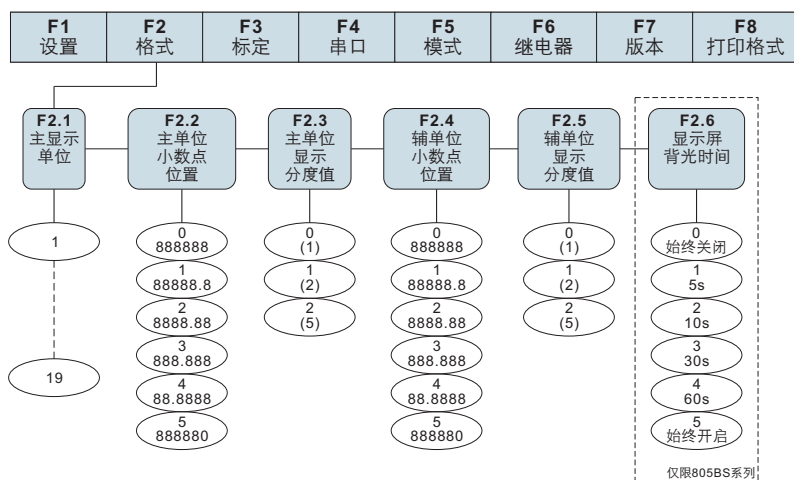 F1 F2 F3 F4 F5 F6 F7 F8
设置 格式 标定 串口 模式 继电器 版本 打印格式
F2.1
主显示
单位
F2.2
主单位
小数点
位置
F2.3
主单位
显示
分度值
F2.4
辅单位
小数点
位置
F2.5
辅单位
显示
分度值
F2.6
显示屏
背光时间
1
19
0
888888
1
88888.8
2
8888.88
3
888.888
4
88.8888
5
888880
0
(1)
1
(2)
2
(5)
0
888888
1
88888.8
2
8888.88
3
888.888
4
88.8888
5
888880
0
(1)
1
(2)
2
(5)
0
始终关闭
1
5s
2
10s
3
30s
4
60s
5
始终开启
仅限805BS系列